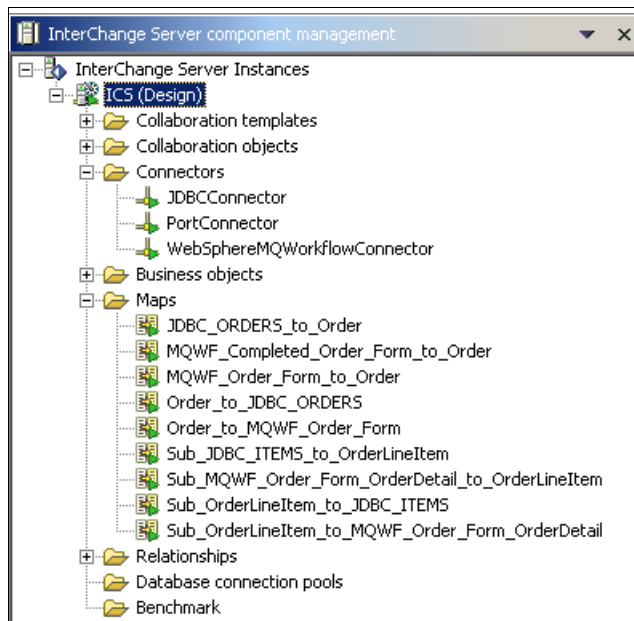 InterChange Server component management
InterChange Server Instances
ICS (Design)
Collaboration templates
Collaboration objects
Connectors
JDBCConnector
PortConnector
WebSphereMQWorkflowConnector
Business objects
Maps
JDBC_ORDERS_to_Order
MQWF_Completed_Order_Form_to_Order
MQWF_Order_Form_to_Order
Order_to_JDBC_ORDERS
Order_to_MQWF_Order_Form
Sub_JDBC_ITEMS_to_OrderLineItem
Sub_MQWF_Order_Form_OrderDetail_to_OrderLineItem
Sub_OrderLineItem_to_JDBC_ITEMS
Sub_OrderLineItem_to_MQWF_Order_Form_OrderDetail
Relationships
Database connection pools
Benchmark